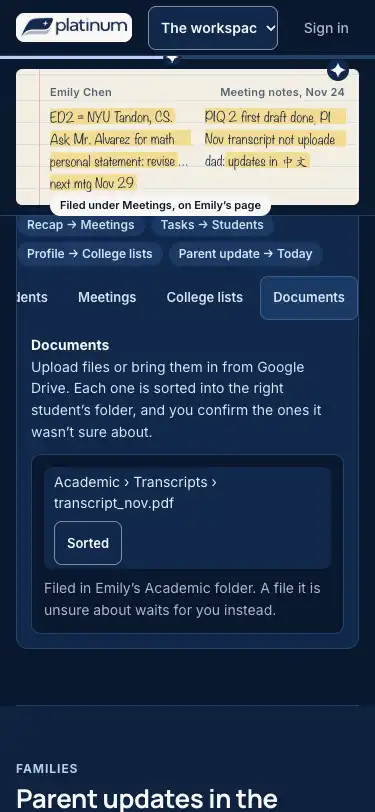 platinum
The workspac
Sign in
Emily Chen
Meeting notes, Nov 24
ED2 = NYU Tandon, CS.
Ask Mr. Alvarez for math
personal statement: revise ...
next mtg Nov 29
PIQ 2 first draft done, PI
Nov transcript not uploade
dad: updates in 中文
Filed under Meetings, on Emily’s page
Recap → Meetings
Tasks → Students
Profile → College lists
Parent update → Today
dents
Meetings
College lists
Documents
Documents
Upload files or bring them in from Google
Drive. Each one is sorted into the right
student’s folder, and you confirm the ones it
wasn’t sure about.
Academic › Transcripts ›
transcript_nov.pdf
Sorted
Filed in Emily’s Academic folder. A file it is
unsure about waits for you instead.
FAMILIES
Parent updates in the